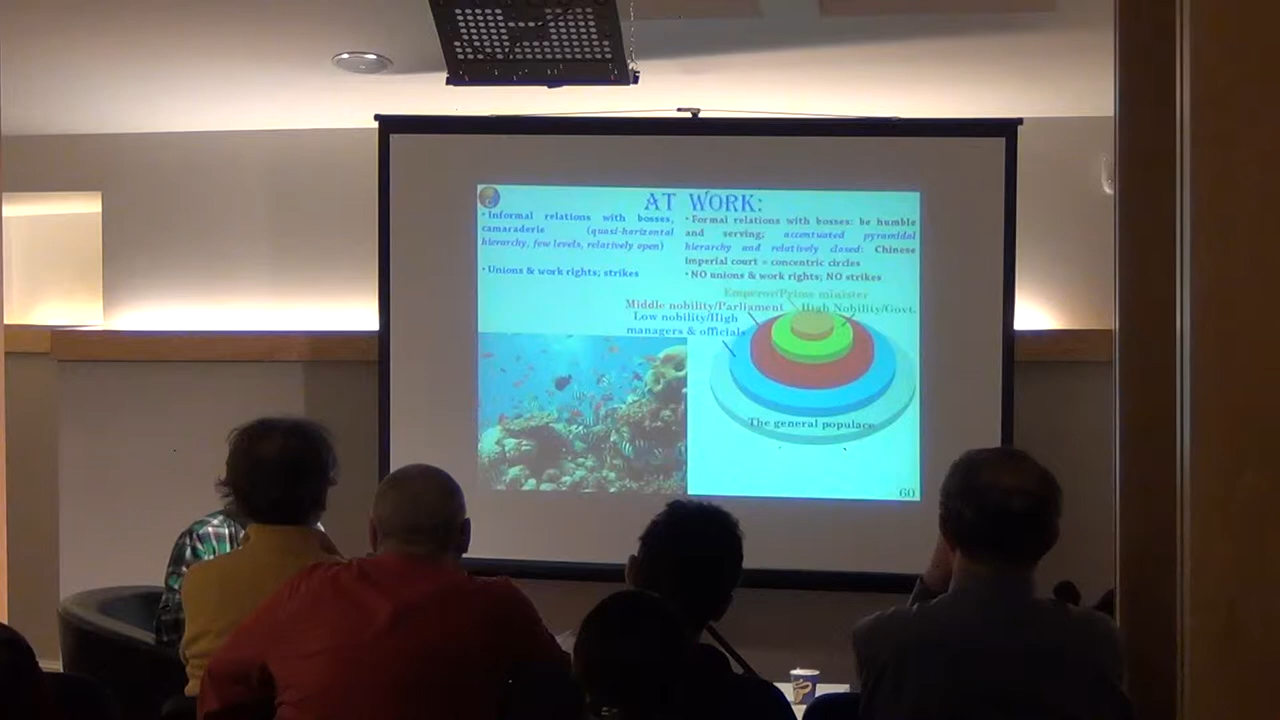 AT WORK:
• Informal relations with bosses,
camaraderie (quasi-horizontal
hierarchy, few levels, relatively open)
• Unions & work rights; strikes
• Formal relations with bosses: be humble
and serving; accentuated pyramidal
hierarchy and relatively closed: Chinese
Imperial court = concentric circles
• NO unions & work rights; NO strikes
Emperor/Prime minister
Middle nobility/Parliament
High Nobility/Govt.
Low nobility/High
managers & officials
The general populace
60